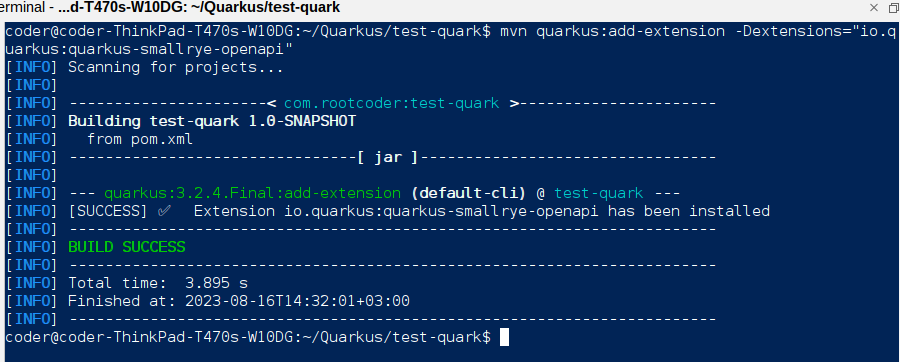 erminal - ...d-T470s-W10DG: ~/Quarkus/test-quark
coder@coder-ThinkPad-T470s-W10DG:~/Quarkus/test-quark$ mvn quarkus:add-extension -Dextensions="io.q
uarkus:quarkus-smallrye-openapi"
[INFO] Scanning for projects...
[INFO]
[INFO] ----------------------< com.rootcoder:test-quark >----------------------
[INFO] Building test-quark 1.0-SNAPSHOT
[INFO]   from pom.xml
[INFO] --------------------------------[ jar ]---------------------------------
[INFO]
[INFO] --- quarkus:3.2.4.Final:add-extension (default-cli) @ test-quark ---
[INFO] [SUCCESS] ✅  Extension io.quarkus:quarkus-smallrye-openapi has been installed
[INFO] ------------------------------------------------------------------------
[INFO] BUILD SUCCESS
[INFO] ------------------------------------------------------------------------
[INFO] Total time:  3.895 s
[INFO] Finished at: 2023-08-16T14:32:01+03:00
[INFO] ------------------------------------------------------------------------
coder@coder-ThinkPad-T470s-W10DG:~/Quarkus/test-quark$